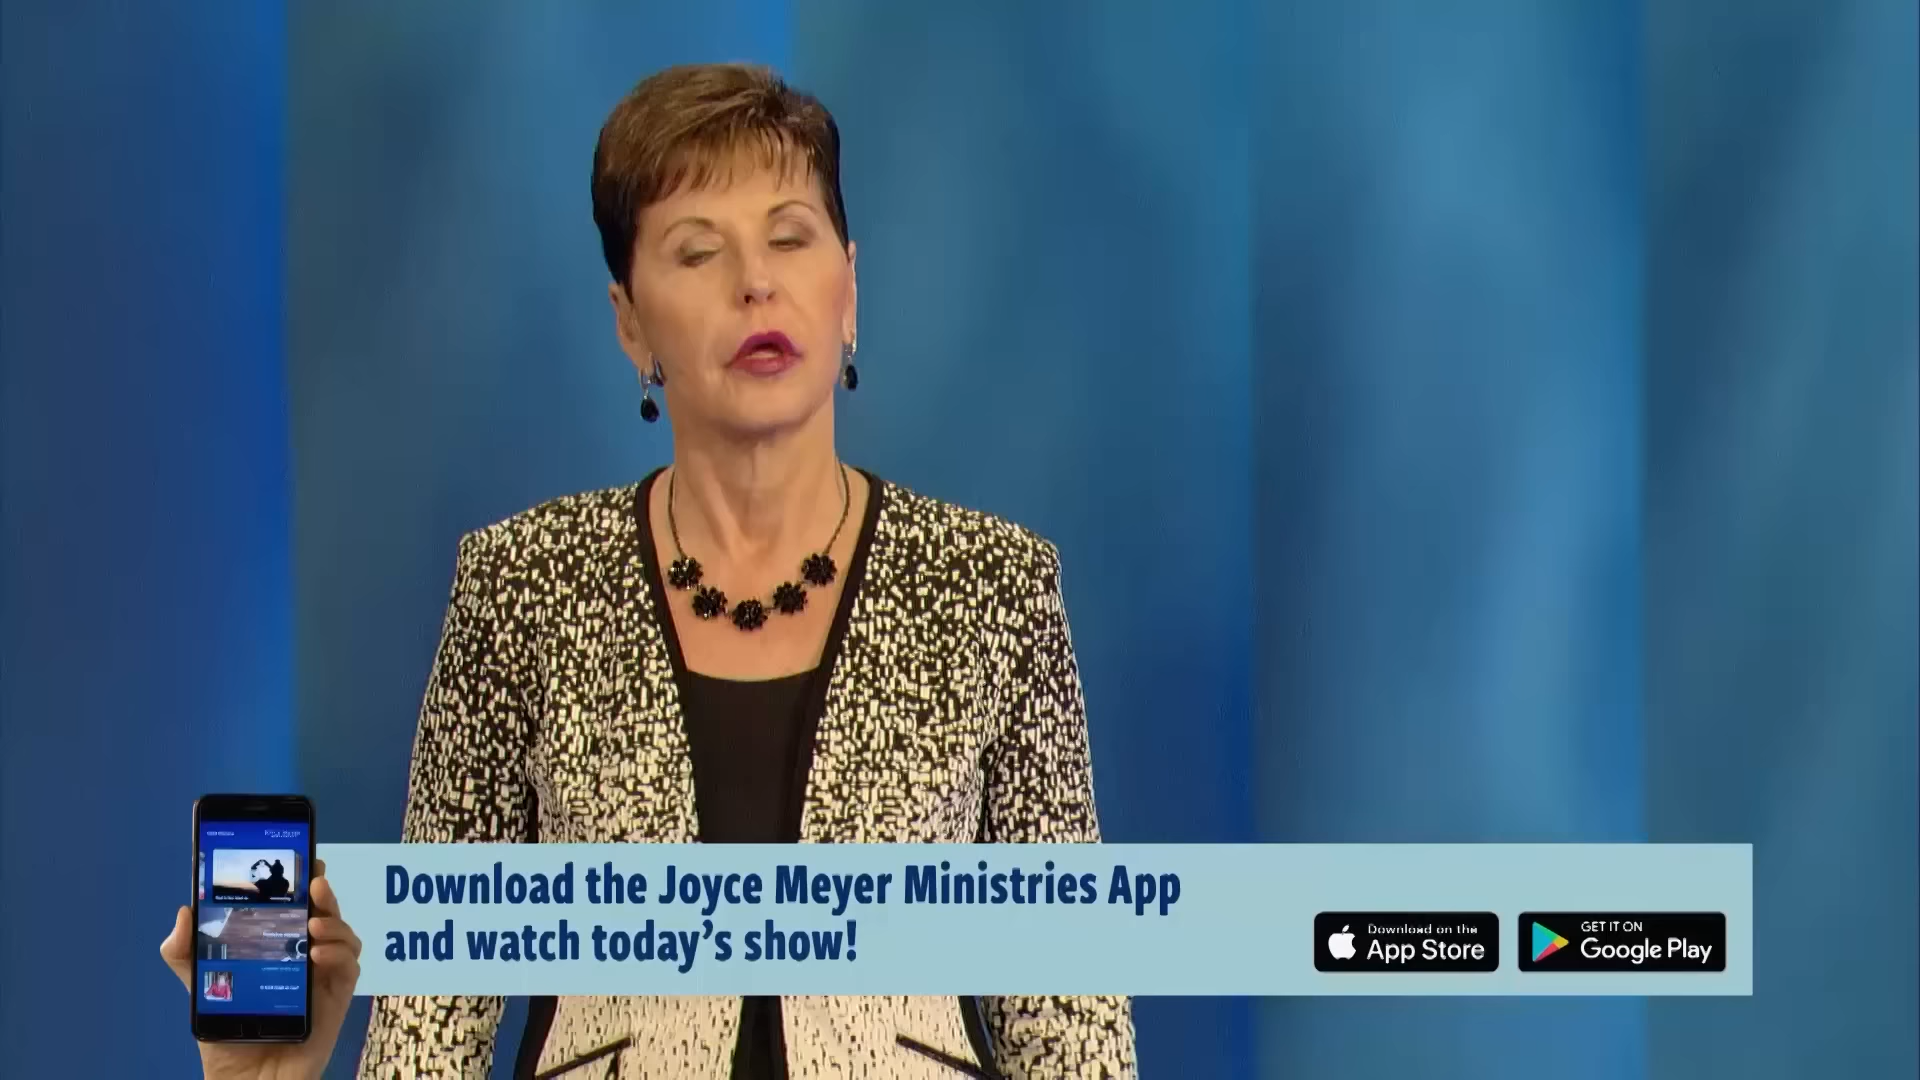 Download the Joyce Meyer Ministries App
and watch today's show!
Download on the
App Store
GET IT ON
Google Play